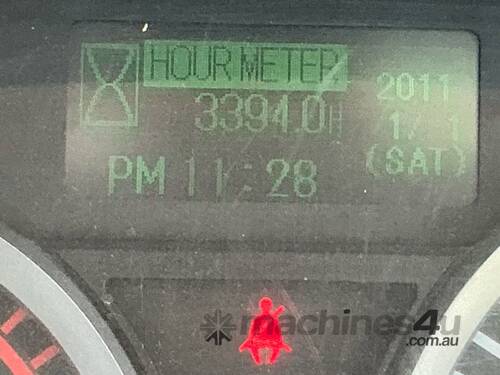 HOUR METER
3394.0H
2011
1/ 1
(SAT)
PM 11:28
machines4u
.com.au